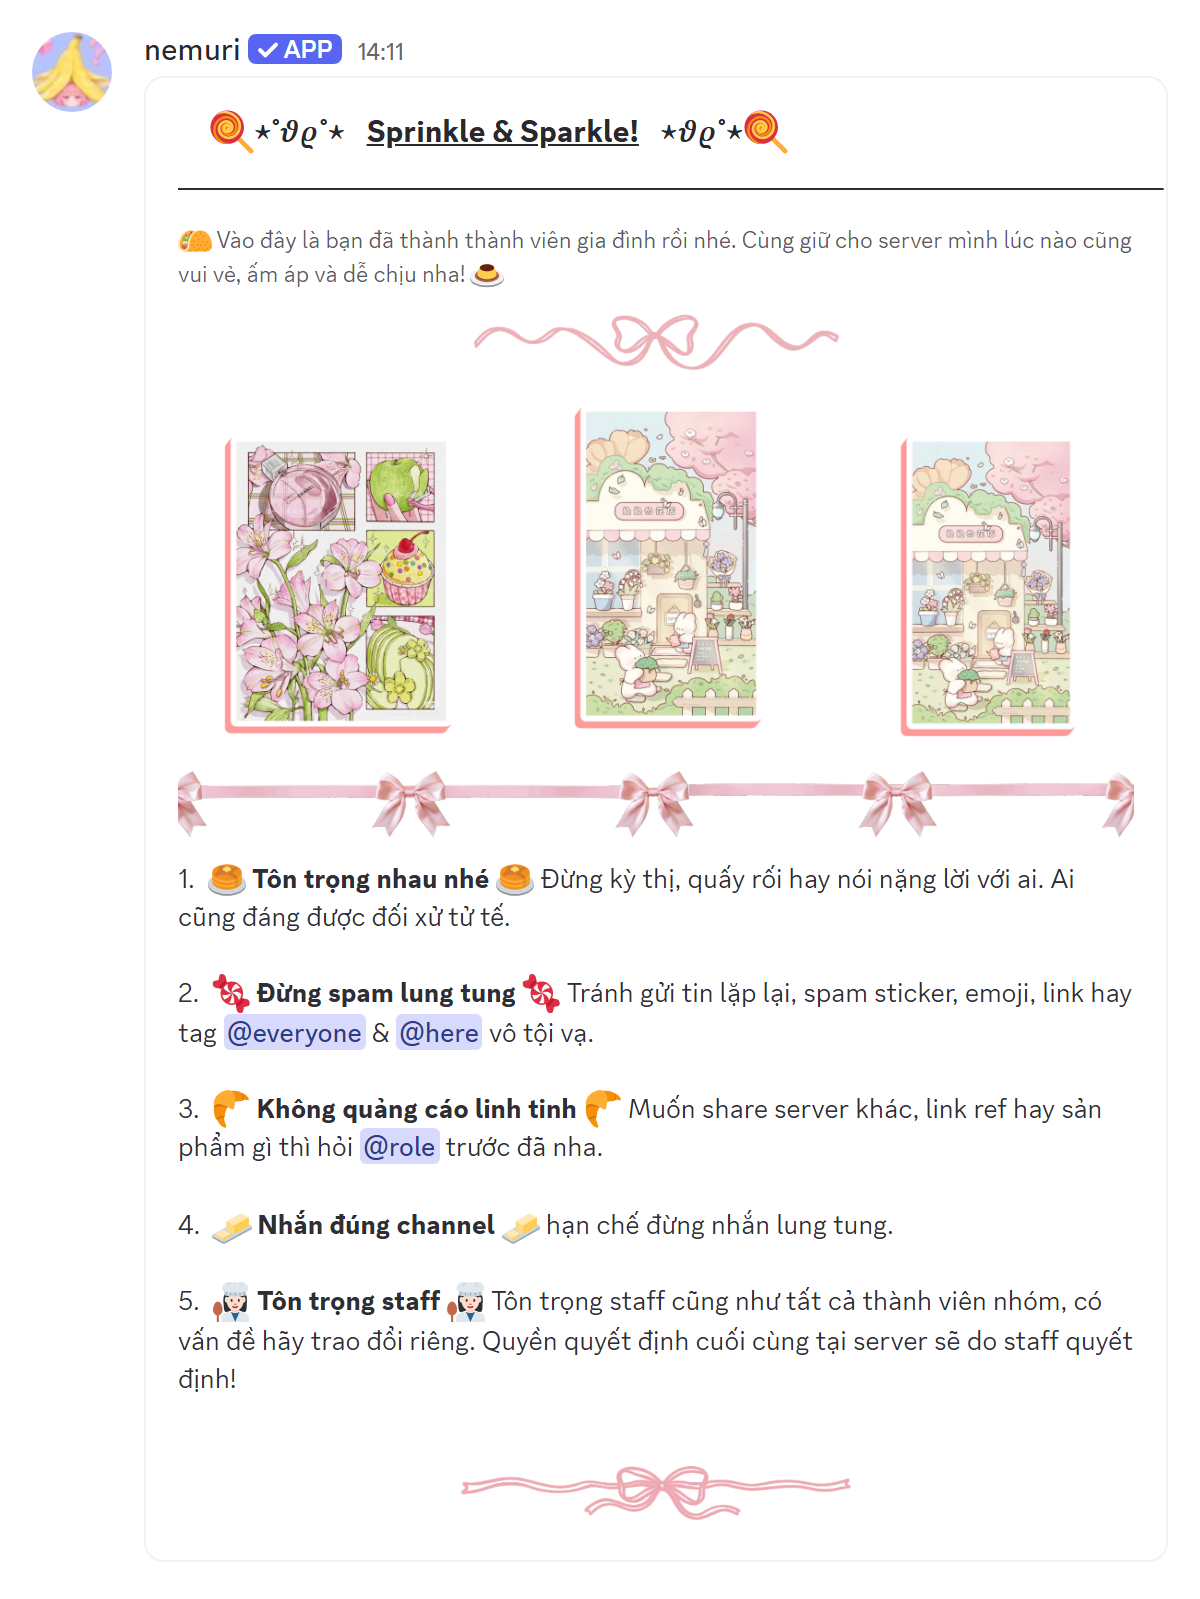 nemuri ✓ APP 14:11
🍭⋆˚𝜗𝜚˚⋆ Sprinkle & Sparkle! ⋆𝜗𝜚˚⋆🍭
🌮 Vào đây là bạn đã thành thành viên gia đình rồi nhé. Cùng giữ cho server mình lúc nào cũng
vui vẻ, ấm áp và dễ chịu nha! 🍮
1. 🥞 Tôn trọng nhau nhé 🥞 Đừng kỳ thị, quấy rối hay nói nặng lời với ai. Ai
cũng đáng được đối xử tử tế.
2. 🍬 Đừng spam lung tung 🍬 Tránh gửi tin lặp lại, spam sticker, emoji, link hay
tag @everyone & @here vô tội vạ.
3. 🥐 Không quảng cáo linh tinh 🥐 Muốn share server khác, link ref hay sản
phẩm gì thì hỏi @role trước đã nha.
4. 🧈 Nhắn đúng channel 🧈 hạn chế đừng nhắn lung tung.
5. 👩🏻‍🍳 Tôn trọng staff 👩🏻‍🍳 Tôn trọng staff cũng như tất cả thành viên nhóm, có
vấn đề hãy trao đổi riêng. Quyền quyết định cuối cùng tại server sẽ do staff quyết
định!